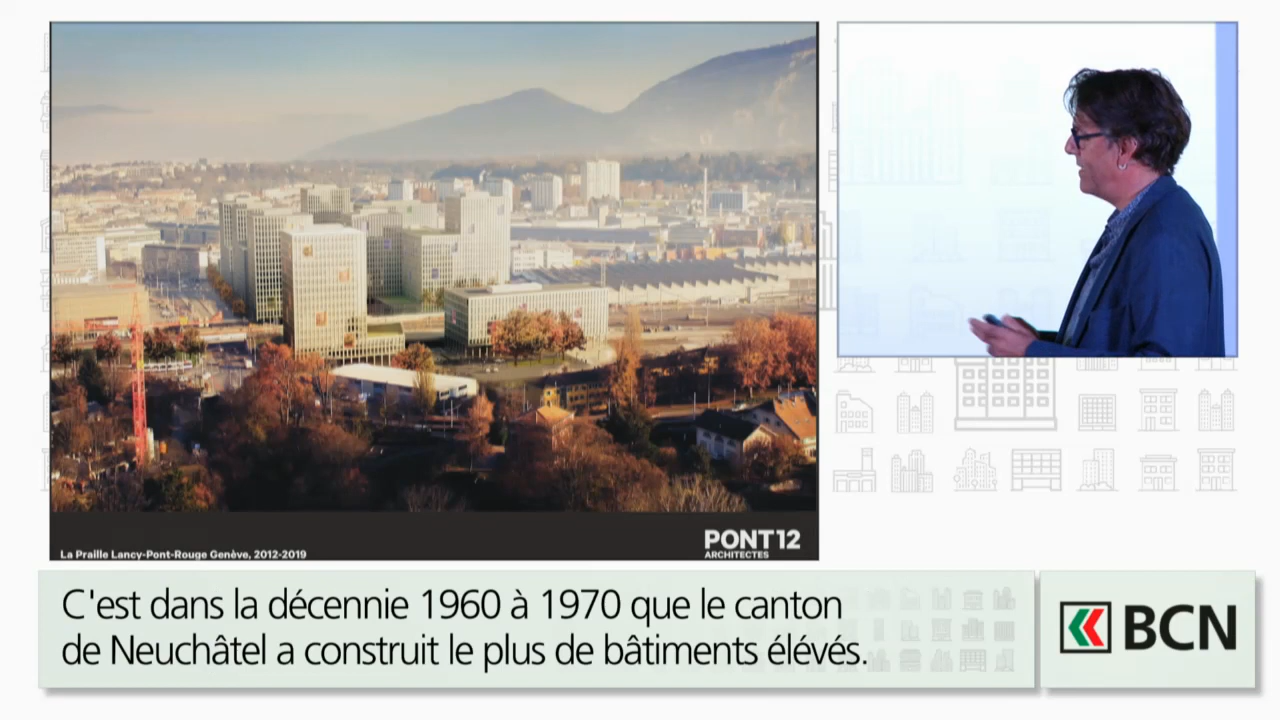 La Praille Lancy-Pont-Rouge Genève, 2012-2019
PONT12
ARCHITECTES
C'est dans la décennie 1960 à 1970 que le canton
de Neuchâtel a construit le plus de bâtiments élévés.
BCN